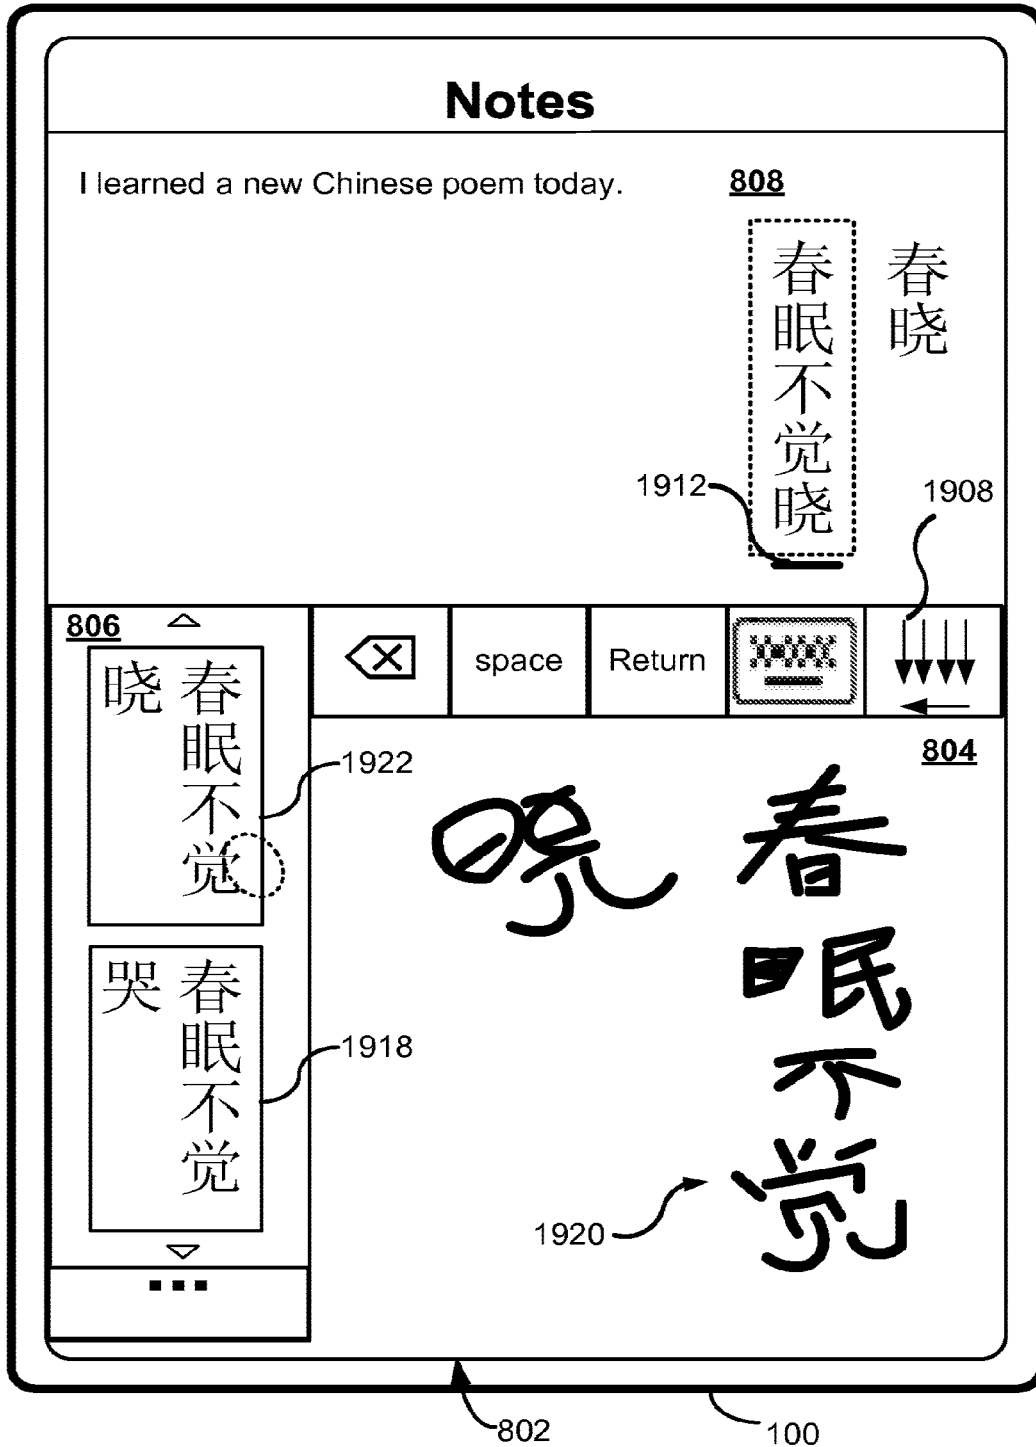 Notes
I learned a new Chinese poem today.
808
春晓
春眠不觉晓
1912
1908
806
space
Return
804
春眠不觉
晓
1922
春眠不觉
哭
1918
春眠不觉
晓
1920
802
100